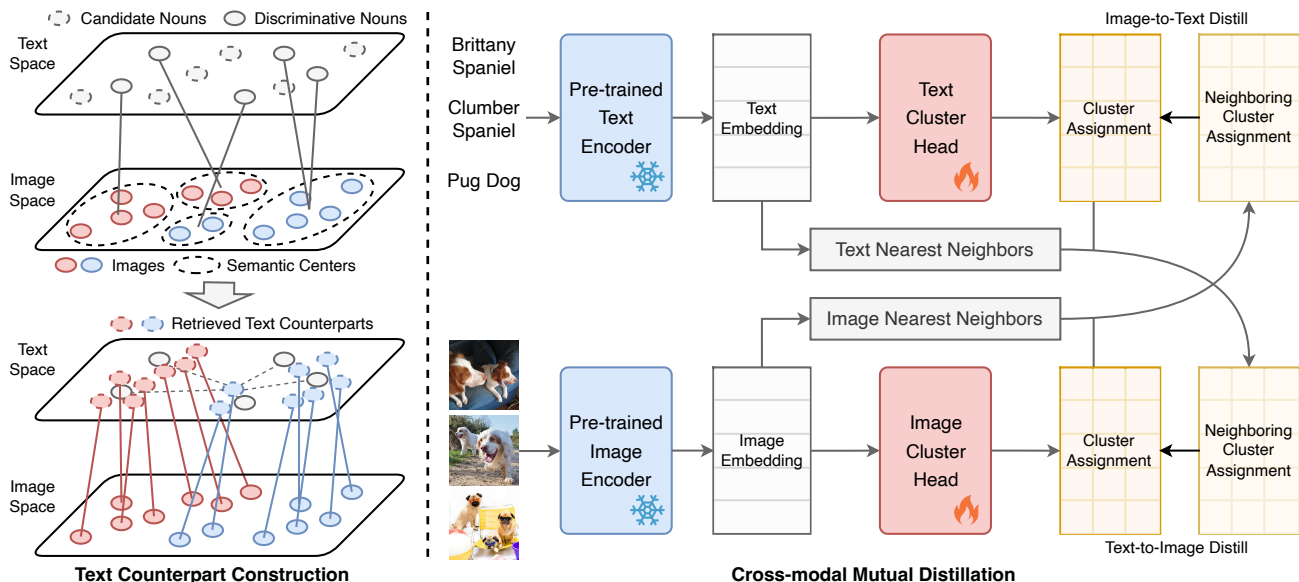 Candidate Nouns
Discriminative Nouns
Text
Space
Image
Space
Images
Semantic Centers
Retrieved Text Counterparts
Text
Space
Image
Space
Text Counterpart Construction
Brittany
Spaniel
Clumber
Spaniel
Pug Dog
Pre-trained
Text
Encoder
Text
Embedding
Text
Cluster
Head
Image-to-Text Distill
Cluster
Assignment
Neighboring
Cluster
Assignment
Text Nearest Neighbors
Image Nearest Neighbors
Pre-trained
Image
Encoder
Image
Embedding
Image
Cluster
Head
Cluster
Assignment
Neighboring
Cluster
Assignment
Text-to-Image Distill
Cross-modal Mutual Distillation